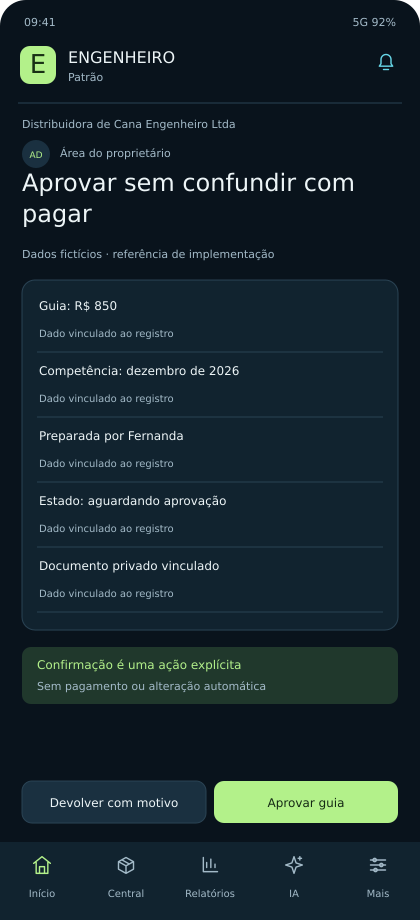 09:41 5G 92%
E ENGENHEIRO
Patrão
Distribuidora de Cana Engenheiro Ltda
AD Área do proprietário
Aprovar sem confundir com
pagar
Dados fictícios · referência de implementação
Guia: R$ 850
Dado vinculado ao registro
Competência: dezembro de 2026
Dado vinculado ao registro
Preparada por Fernanda
Dado vinculado ao registro
Estado: aguardando aprovação
Dado vinculado ao registro
Documento privado vinculado
Dado vinculado ao registro
Confirmação é uma ação explícita
Sem pagamento ou alteração automática
Devolver com motivo Aprovar guia
Início Central Relatórios IA Mais